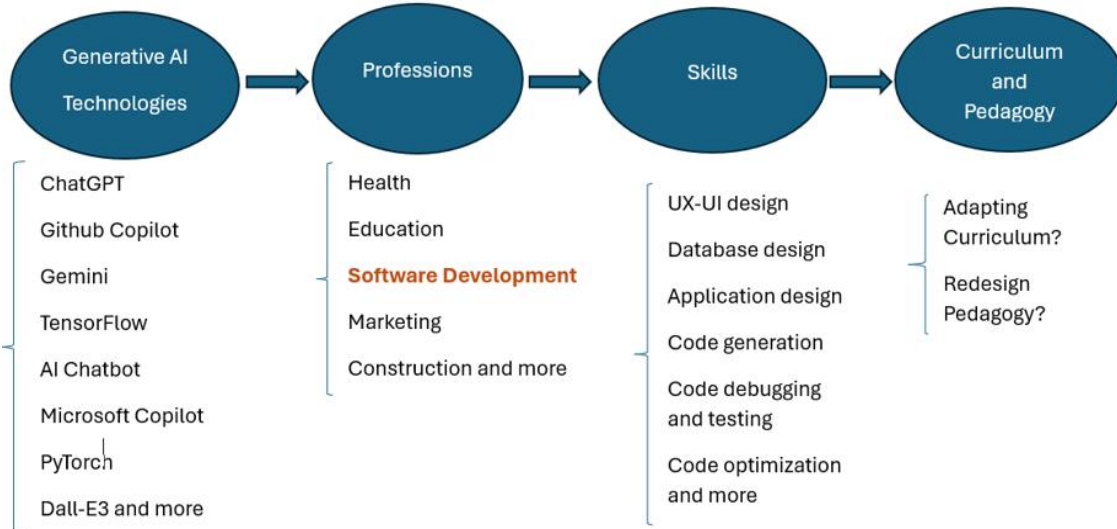 Generative AI
Technologies
Professions
Skills
Curriculum
and
Pedagogy
ChatGPT
Github Copilot
Gemini
TensorFlow
AI Chatbot
Microsoft Copilot
PyTorch
Dall-E3 and more
Health
Education
Software Development
Marketing
Construction and more
UX-UI design
Database design
Application design
Code generation
Code debugging
and testing
Code optimization
and more
Adapting
Curriculum?
Redesign
Pedagogy?